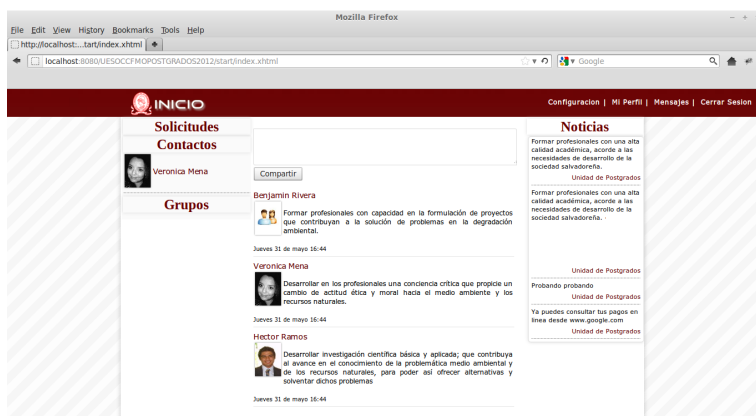 Mozilla Firefox
File Edit View History Bookmarks Tools Help
http://localhost:...tart/index.xhtml
localhost:8080/UESOCCFMOPOSTGRADOS2012/start/index.xhtml
Google
INICIO
Configuracion | Mi Perfil | Mensajes | Cerrar Sesion
Solicitudes
Contactos
Veronica Mena
Grupos
Compartir
Benjamin Rivera
Formar profesionales con capacidad en la formulación de proyectos
que contribuyan a la solución de problemas en la degradación
ambiental.
Jueves 31 de mayo 16:44
Veronica Mena
Desarrollar en los profesionales una conciencia crítica que propicie un
cambio de actitud ética y moral hacia el medio ambiente y los
recursos naturales.
Jueves 31 de mayo 16:44
Hector Ramos
Desarrollar investigación científica básica y aplicada; que contribuya
al avance en el conocimiento de la problemática medio ambiental y
de los recursos naturales, para poder así ofrecer alternativas y
solventar dichos problemas
Jueves 31 de mayo 16:44
Noticias
Formar profesionales con una alta
calidad académica, acorde a las
necesidades de desarrollo de la
sociedad salvadoreña.
Unidad de Postgrados
Formar profesionales con una alta
calidad académica, acorde a las
necesidades de desarrollo de la
sociedad salvadoreña. ·
Unidad de Postgrados
Probando probando
Unidad de Postgrados
Ya puedes consultar tus pagos en
linea desde www.google.com
Unidad de Postgrados